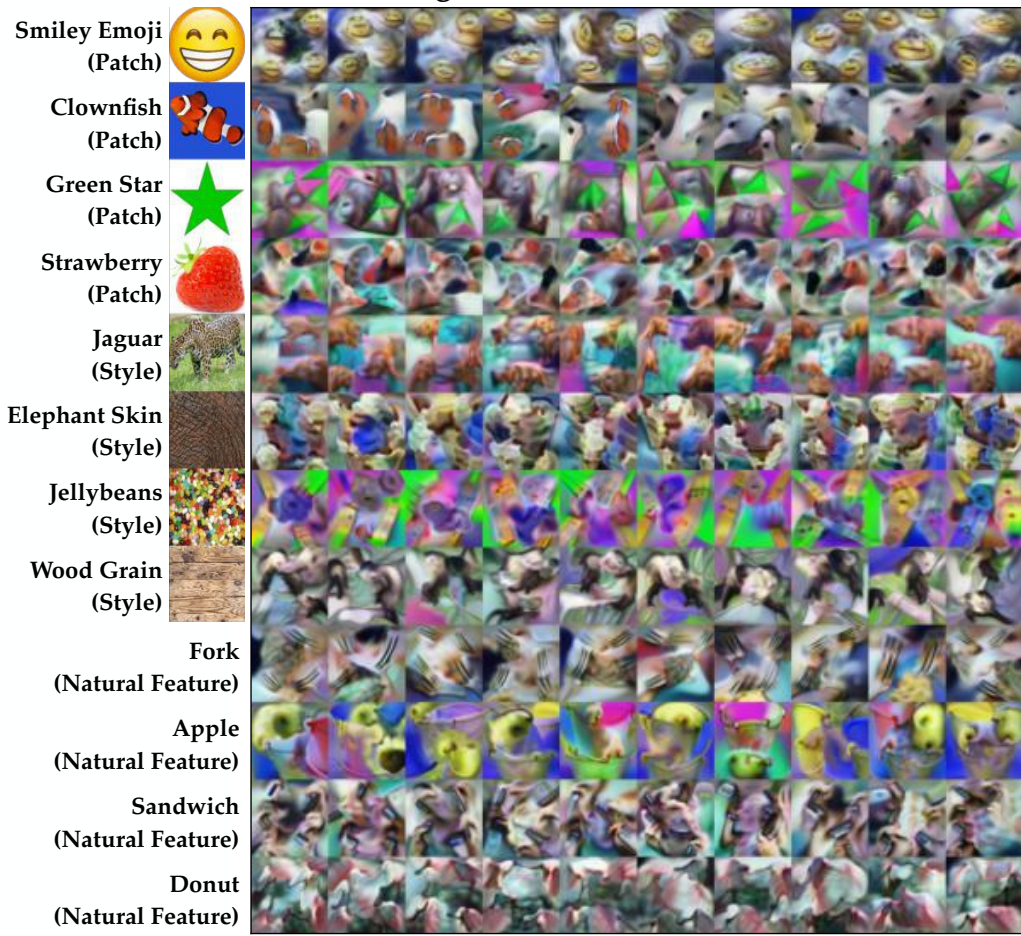 Smiley Emoji
(Patch)
Clownfish
(Patch)
Green Star
(Patch)
Strawberry
(Patch)
Jaguar
(Style)
Elephant Skin
(Style)
Jellybeans
(Style)
Wood Grain
(Style)
Fork
(Natural Feature)
Apple
(Natural Feature)
Sandwich
(Natural Feature)
Donut
(Natural Feature)